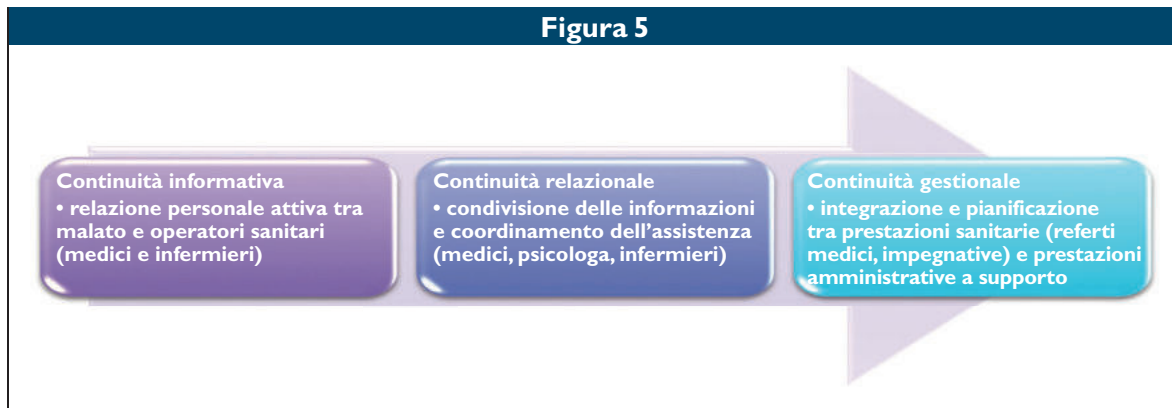 Figura 5
Continuità informativa
• relazione personale attiva tra
malato e operatori sanitari
(medici e infermieri)
Continuità relazionale
• condivisione delle informazioni
e coordinamento dell’assistenza
(medici, psicologa, infermieri)
Continuità gestionale
• integrazione e pianificazione
tra prestazioni sanitarie (referti
medici, impegnative) e prestazioni
amministrative a supporto